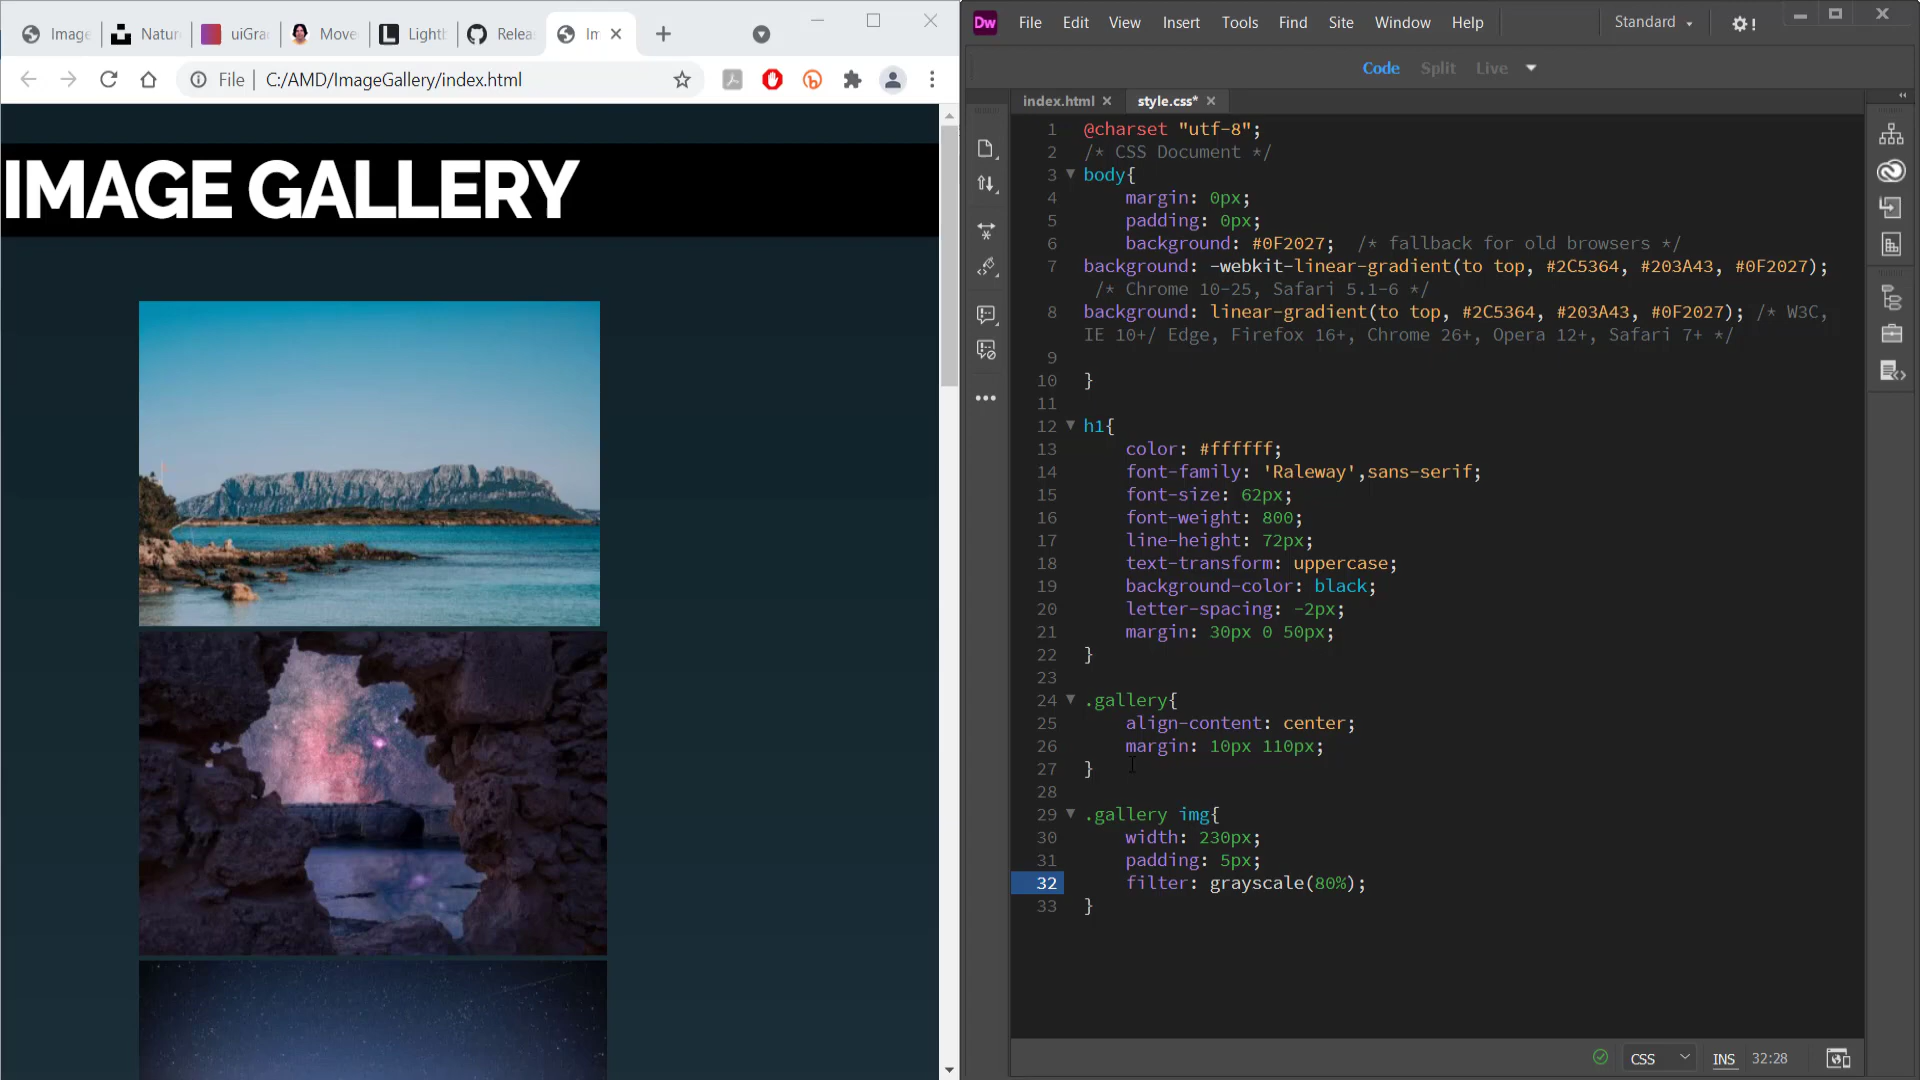 Image
Natur
uiGra
Move
Light
Relea
Im
File
C:/AMD/ImageGallery/index.html
IMAGE GALLERY
Dw File Edit View Insert Tools Find Site Window Help
Standard
Code Split Live
index.html
style.css*
1 @charset "utf-8";
2 /* CSS Document */
3 body{
4 margin: 0px;
5 padding: 0px;
6 background: #0F2027; /* fallback for old browsers */
7 background: -webkit-linear-gradient(to top, #2C5364, #203A43, #0F2027);
/* Chrome 10-25, Safari 5.1-6 */
8 background: linear-gradient(to top, #2C5364, #203A43, #0F2027); /* W3C,
IE 10+/ Edge, Firefox 16+, Chrome 26+, Opera 12+, Safari 7+ */
9
10 }
11
12 h1{
13 color: #ffffff;
14 font-family: 'Raleway',sans-serif;
15 font-size: 62px;
16 font-weight: 800;
17 line-height: 72px;
18 text-transform: uppercase;
19 background-color: black;
20 letter-spacing: -2px;
21 margin: 30px 0 50px;
22 }
23
24 .gallery{
25 align-content: center;
26 margin: 10px 110px;
27 }
28
29 .gallery img{
30 width: 230px;
31 padding: 5px;
32 filter: grayscale(80%);
33 }
CSS INS 32:28